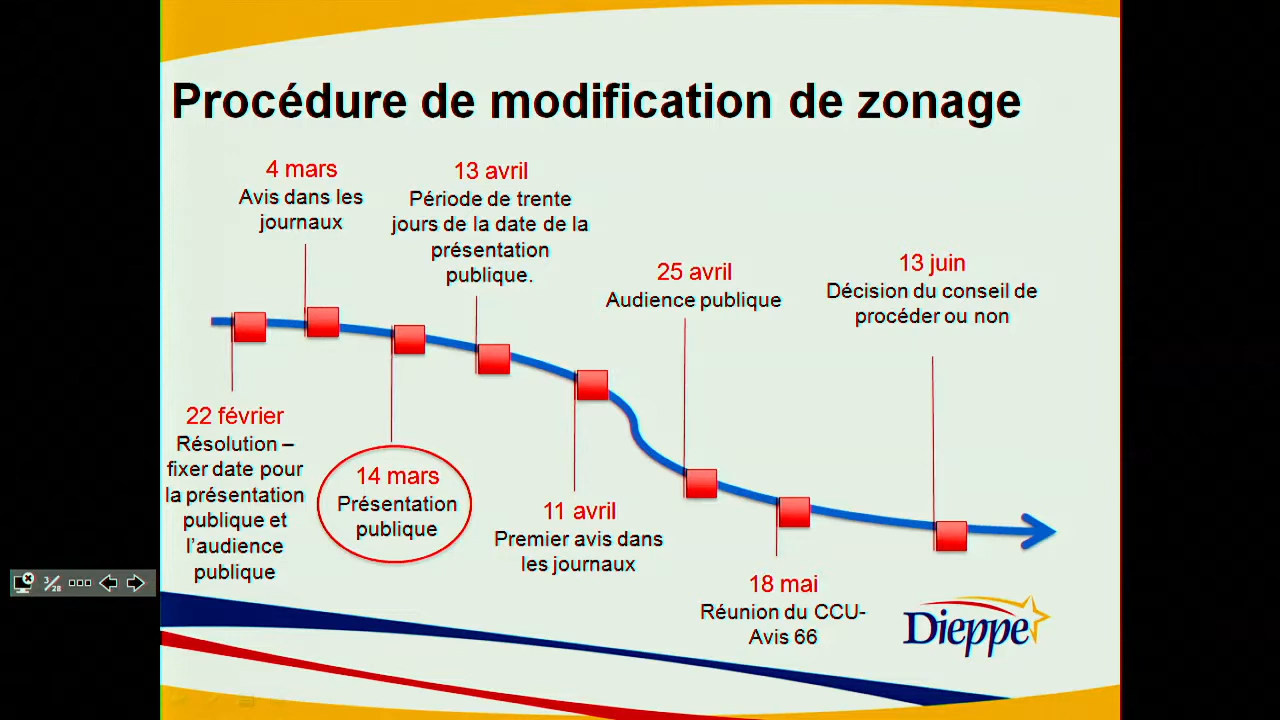 Procédure de modification de zonage
4 mars
Avis dans les
journaux
13 avril
Période de trente
jours de la date de la
présentation
publique.
25 avril
Audience publique
13 juin
Décision du conseil de
procéder ou non
22 février
Résolution –
fixer date pour
la présentation
publique et
l’audience
publique
14 mars
Présentation
publique
11 avril
Premier avis dans
les journaux
18 mai
Réunion du CCU-
Avis 66
Dieppe
3/28